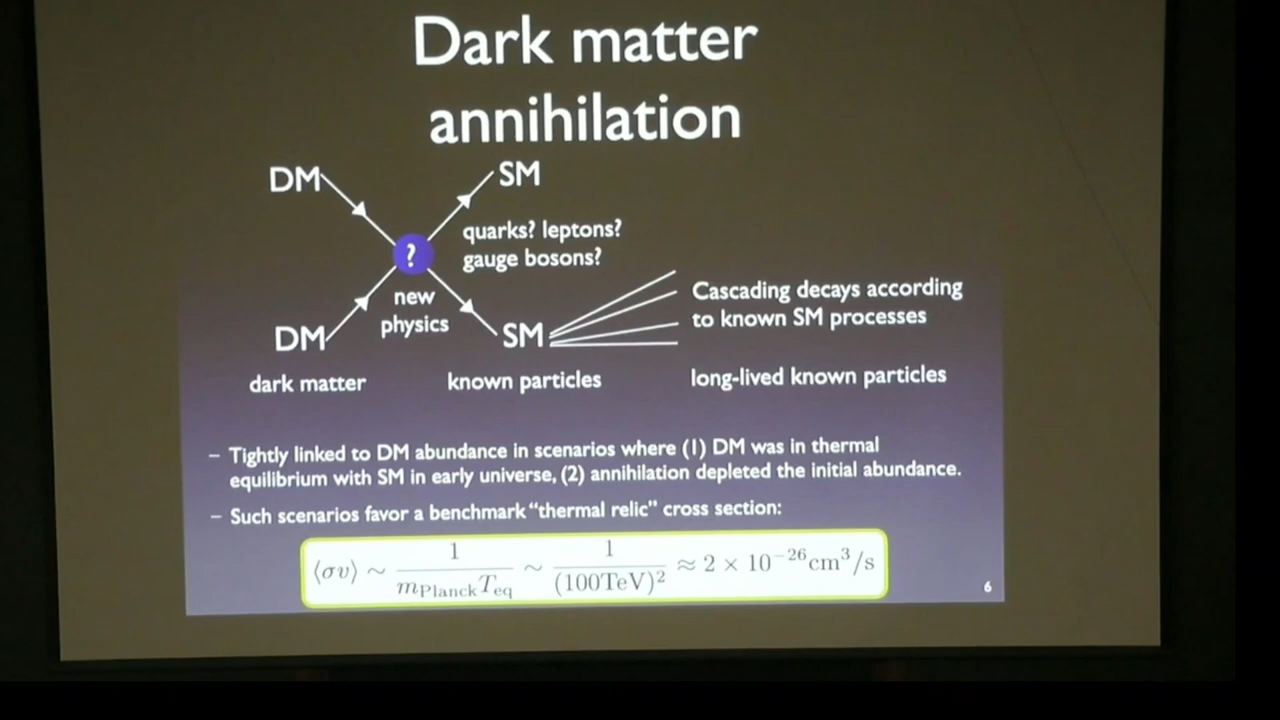 Dark matter
annihilation
DM
SM
quarks? leptons?
gauge bosons?
?
new
physics
Cascading decays according
to known SM processes
DM
SM
dark matter
known particles
long-lived known particles
– Tightly linked to DM abundance in scenarios where (1) DM was in thermal
equilibrium with SM in early universe, (2) annihilation depleted the initial abundance.
– Such scenarios favor a benchmark “thermal relic” cross section:
⟨σv⟩ ~ 1/(m_Planck T_eq) ~ 1/(100TeV)² ≈ 2 × 10⁻²⁶cm³/s
6